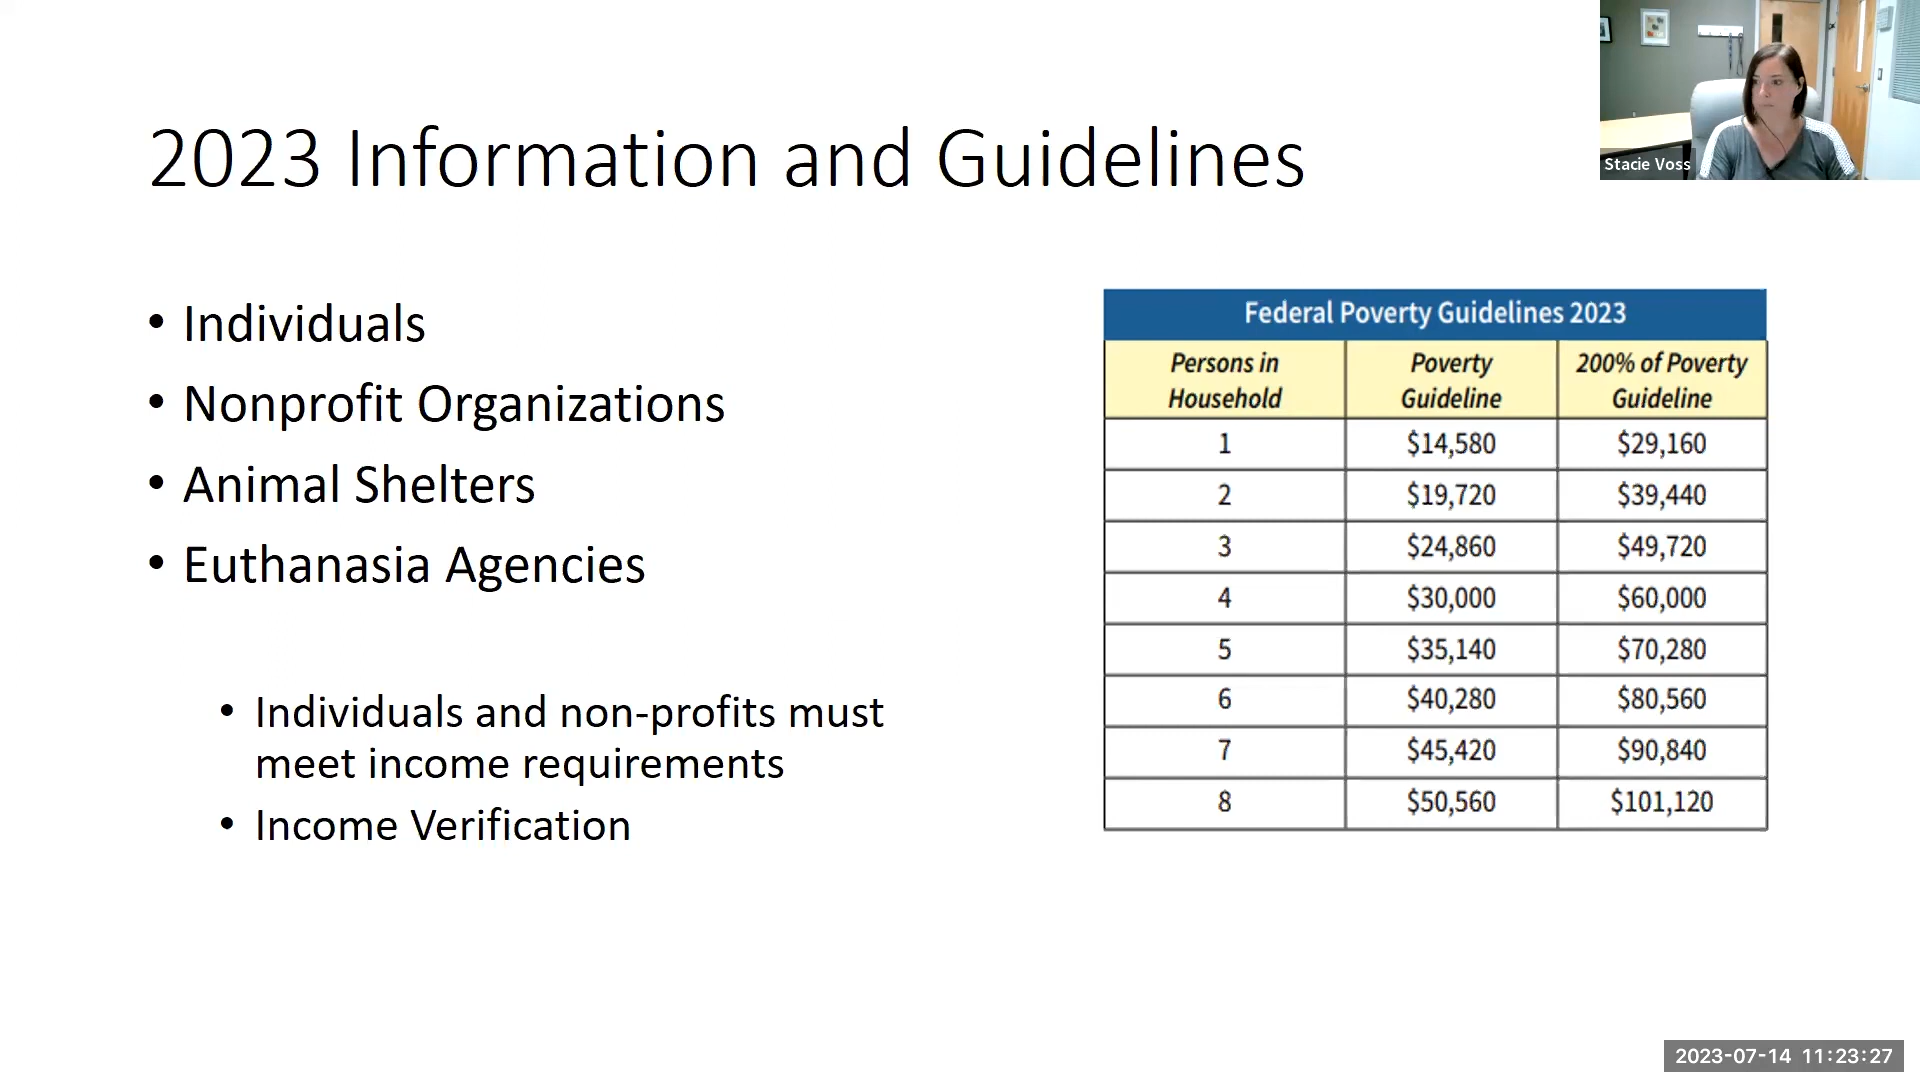 2023 Information and Guidelines
Stacie Voss
• Individuals
• Nonprofit Organizations
• Animal Shelters
• Euthanasia Agencies
• Individuals and non-profits must
meet income requirements
• Income Verification
Federal Poverty Guidelines 2023
Persons in Household Poverty Guideline 200% of Poverty Guideline
1 $14,580 $29,160
2 $19,720 $39,440
3 $24,860 $49,720
4 $30,000 $60,000
5 $35,140 $70,280
6 $40,280 $80,560
7 $45,420 $90,840
8 $50,560 $101,120
2023-07-14 11:23:27